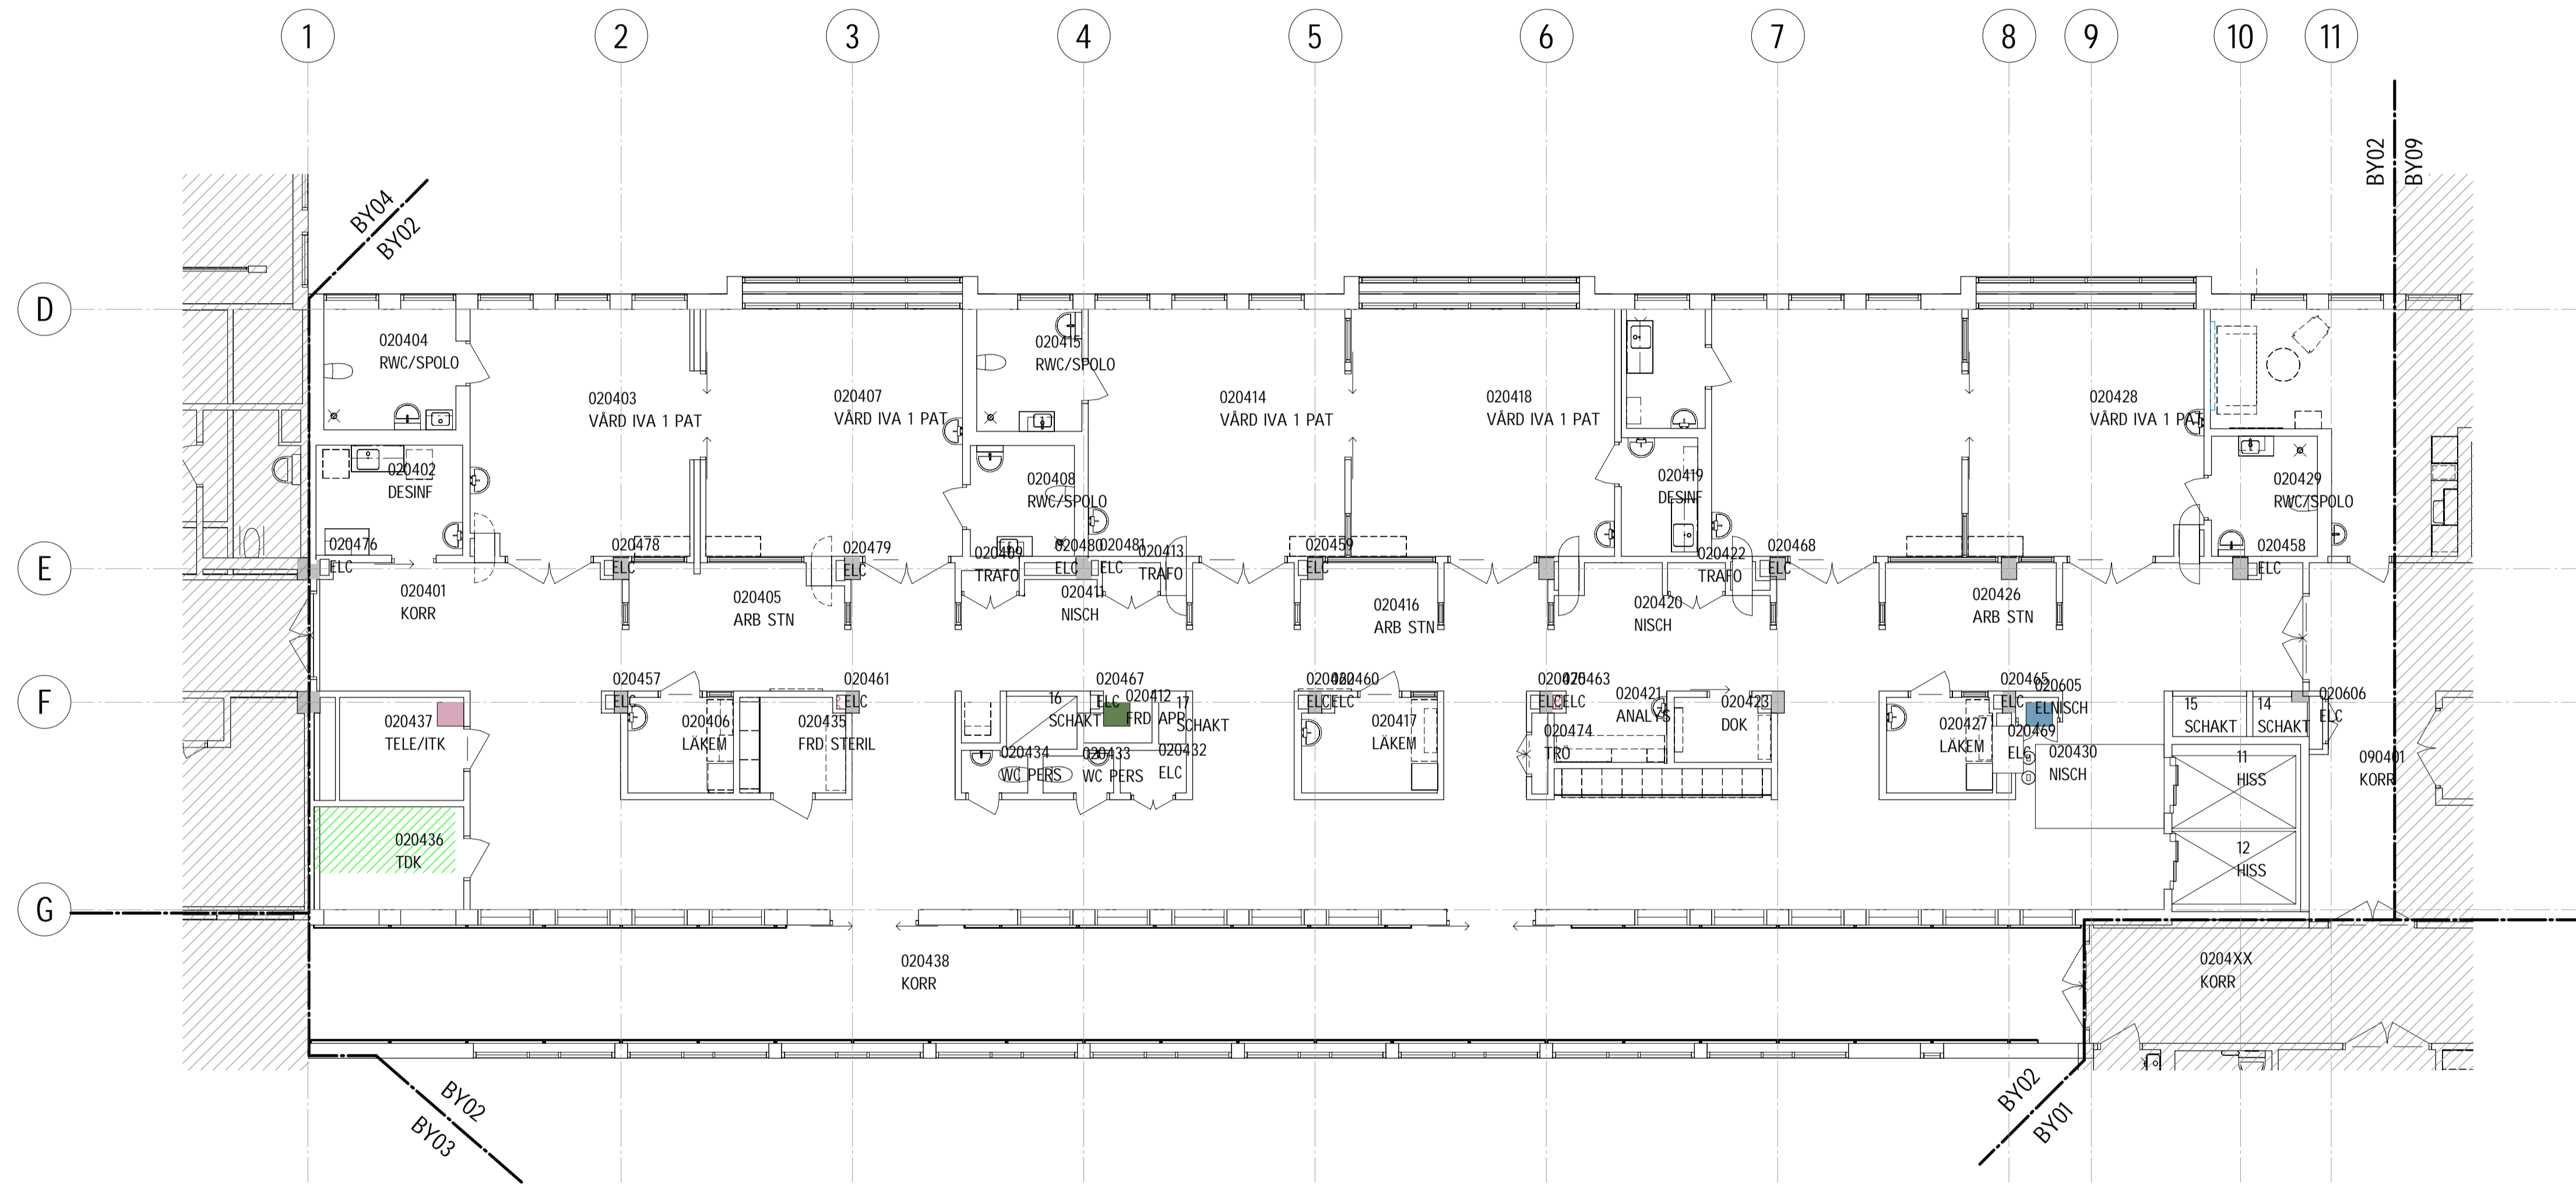 1
2
3
4
5
6
7
8
9
10
11
BY04
BY02
BY02
BY09
D
020404
RWC/SPOLO
020415
RWC/SPOLO
020403
VÅRD IVA 1 PAT
020407
VÅRD IVA 1 PAT
020414
VÅRD IVA 1 PAT
020418
VÅRD IVA 1 PAT
020428
VÅRD IVA 1 PAT
020402
DESINF
020408
RWC/SPOLO
020419
DESINF
020429
RWC/SPOLO
E
020476
ELC
020478
ELC
020479
ELC
020409
TRAFO
020480
ELC
020481
ELC
020413
TRAFO
020459
ELC
020422
TRAFO
020468
ELC
020458
ELC
020401
KORR
020405
ARB STN
020411
NISCH
020416
ARB STN
020420
NISCH
020426
ARB STN
F
020457
ELC
020461
ELC
020467
ELC
020460
ELC
ELC
020463
ELC
ELC
020465
ELC
020605
ELNISCH
020606
ELC
020437
TELE/ITK
020406
LÄKEM
020435
FRD STERIL
16
SCHAKT
020412
FRD APP
17
SCHAKT
020417
LÄKEM
020421
ANALYS
020423
DOK
020474
TRÖ
020427
LÄKEM
020469
ELC
15
SCHAKT
14
SCHAKT
020434
WC PERS
020433
WC PERS
020432
ELC
020430
NISCH
11
HISS
090401
KORR
020436
TDK
12
HISS
G
020438
KORR
0204XX
KORR
BY02
BY03
BY02
BY01